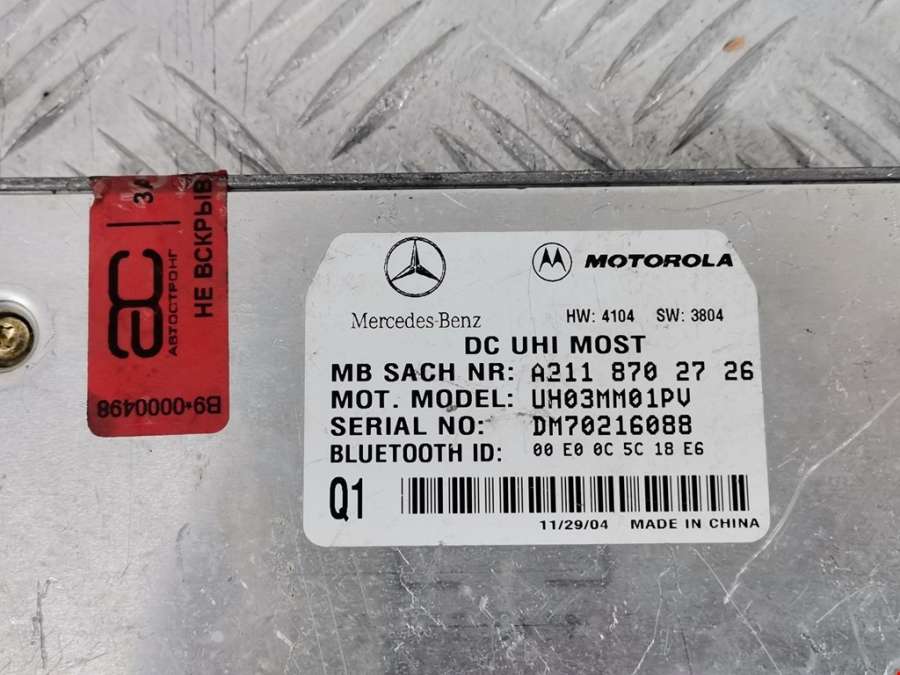 Mercedes-Benz
MOTOROLA
HW: 4104 SW: 3804
DC UHI MOST
MB SACH NR: A211 870 27 26
MOT. MODEL: UH03MM01PV
SERIAL NO: DM70216088
BLUETOOTH ID: 00 E0 0C 5C 18 E6
Q1
11/29/04 MADE IN CHINA
АС
АВТОСТРОНГ
НЕ ВСКРЫВ
B9*0000498